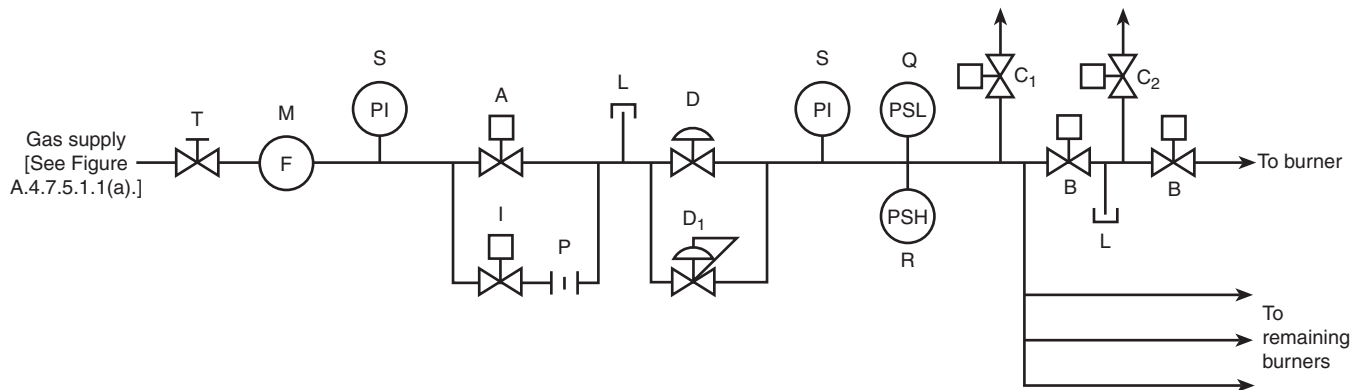 Gas supply
[See Figure
A.4.7.5.1.1(a).]
T
M
F
S
PI
A
I
P
L
D
D1
S
PI
Q
PSL
PSH
R
C1
C2
B
L
B
To burner
To
remaining
burners